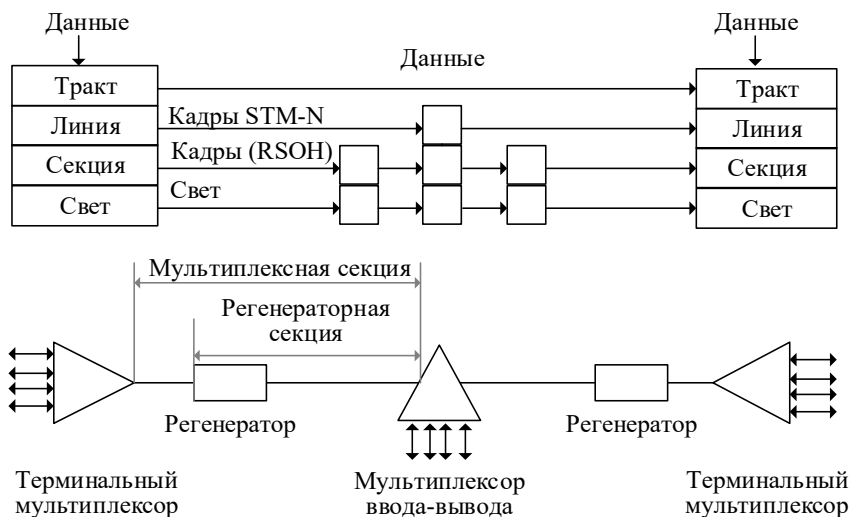 Данные
Данные
Данные
Тракт
Тракт
Линия
Кадры STM-N
Линия
Секция
Кадры (RSOH)
Секция
Свет
Свет
Свет
Мультиплексная секция
Регенераторная
секция
Регенератор
Регенератор
Терминальный
мультиплексор
Мультиплексор
ввода-вывода
Терминальный
мультиплексор